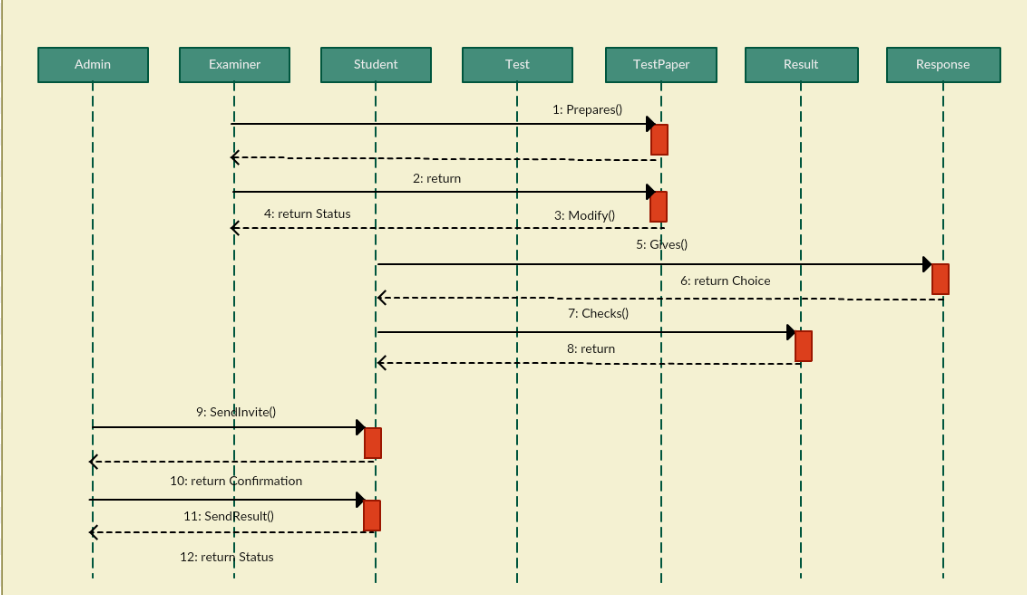 Admin
Examiner
Student
Test
TestPaper
Result
Response
1: Prepares()
2: return
4: return Status
3: Modify()
5: Gives()
6: return Choice
7: Checks()
8: return
9: SendInvite()
10: return Confirmation
11: SendResult()
12: return Status